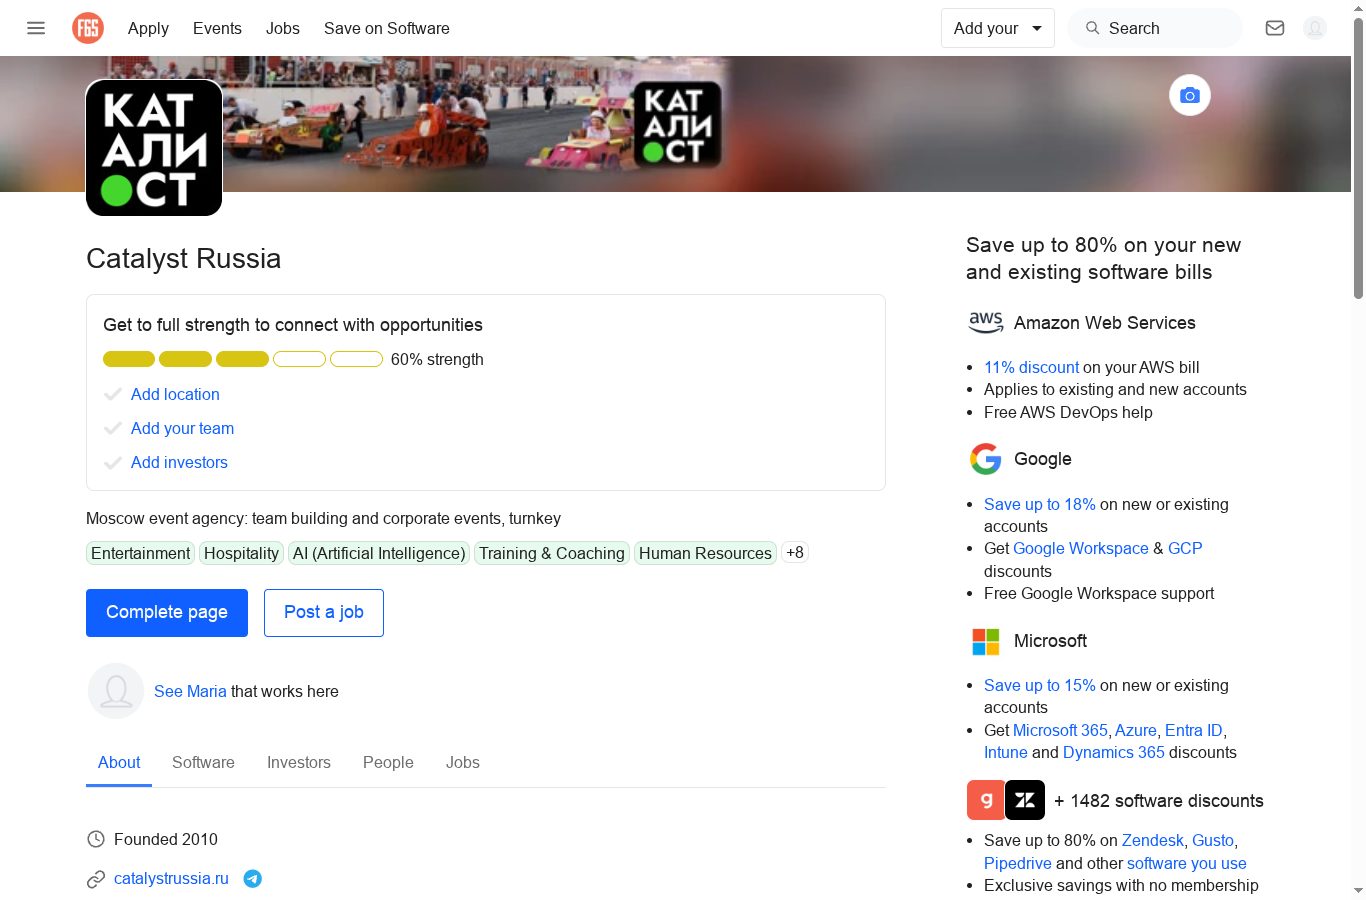 F6S
Apply
Events
Jobs
Save on Software
Add your
Search
КАТ
АЛИ
СТ
КАТ
АЛИ
СТ
Catalyst Russia
Get to full strength to connect with opportunities
60% strength
Add location
Add your team
Add investors
Moscow event agency: team building and corporate events, turnkey
Entertainment
Hospitality
AI (Artificial Intelligence)
Training & Coaching
Human Resources
+8
Complete page
Post a job
See Maria that works here
About
Software
Investors
People
Jobs
Founded 2010
catalystrussia.ru
Save up to 80% on your new
and existing software bills
aws
Amazon Web Services
11% discount on your AWS bill
Applies to existing and new accounts
Free AWS DevOps help
G
Google
Save up to 18% on new or existing
accounts
Get Google Workspace & GCP
discounts
Free Google Workspace support
Microsoft
Save up to 15% on new or existing
accounts
Get Microsoft 365, Azure, Entra ID,
Intune and Dynamics 365 discounts
g
+ 1482 software discounts
Save up to 80% on Zendesk, Gusto,
Pipedrive and other software you use
Exclusive savings with no membership